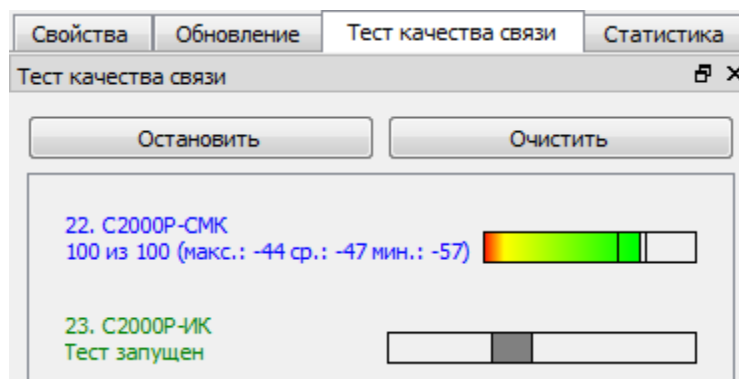 Свойства Обновление Тест качества связи Статистика
Тест качества связи
Остановить Очистить
22. С2000Р-СМК
100 из 100 (макс.: -44 ср.: -47 мин.: -57)
23. С2000Р-ИК
Тест запущен